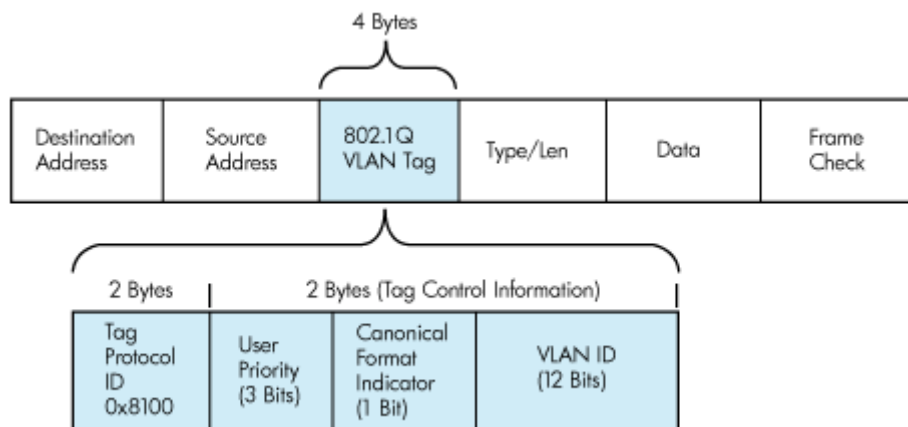 4 Bytes
Destination
Address
Source
Address
802.1Q
VLAN Tag
Type/Len
Data
Frame
Check
2 Bytes
2 Bytes (Tag Control Information)
Tag
Protocol
ID
0x8100
User
Priority
(3 Bits)
Canonical
Format
Indicator
(1 Bit)
VLAN ID
(12 Bits)